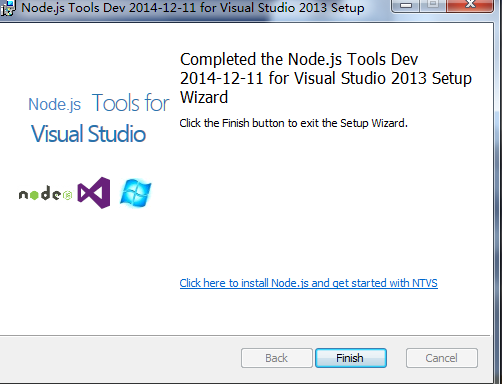 Node.js Tools Dev 2014-12-11 for Visual Studio 2013 Setup
Completed the Node.js Tools Dev
2014-12-11 for Visual Studio 2013 Setup
Wizard
Click the Finish button to exit the Setup Wizard.
Node.js Tools for
Visual Studio
node JS
Click here to install Node.js and get started with NTVS
Back Finish Cancel